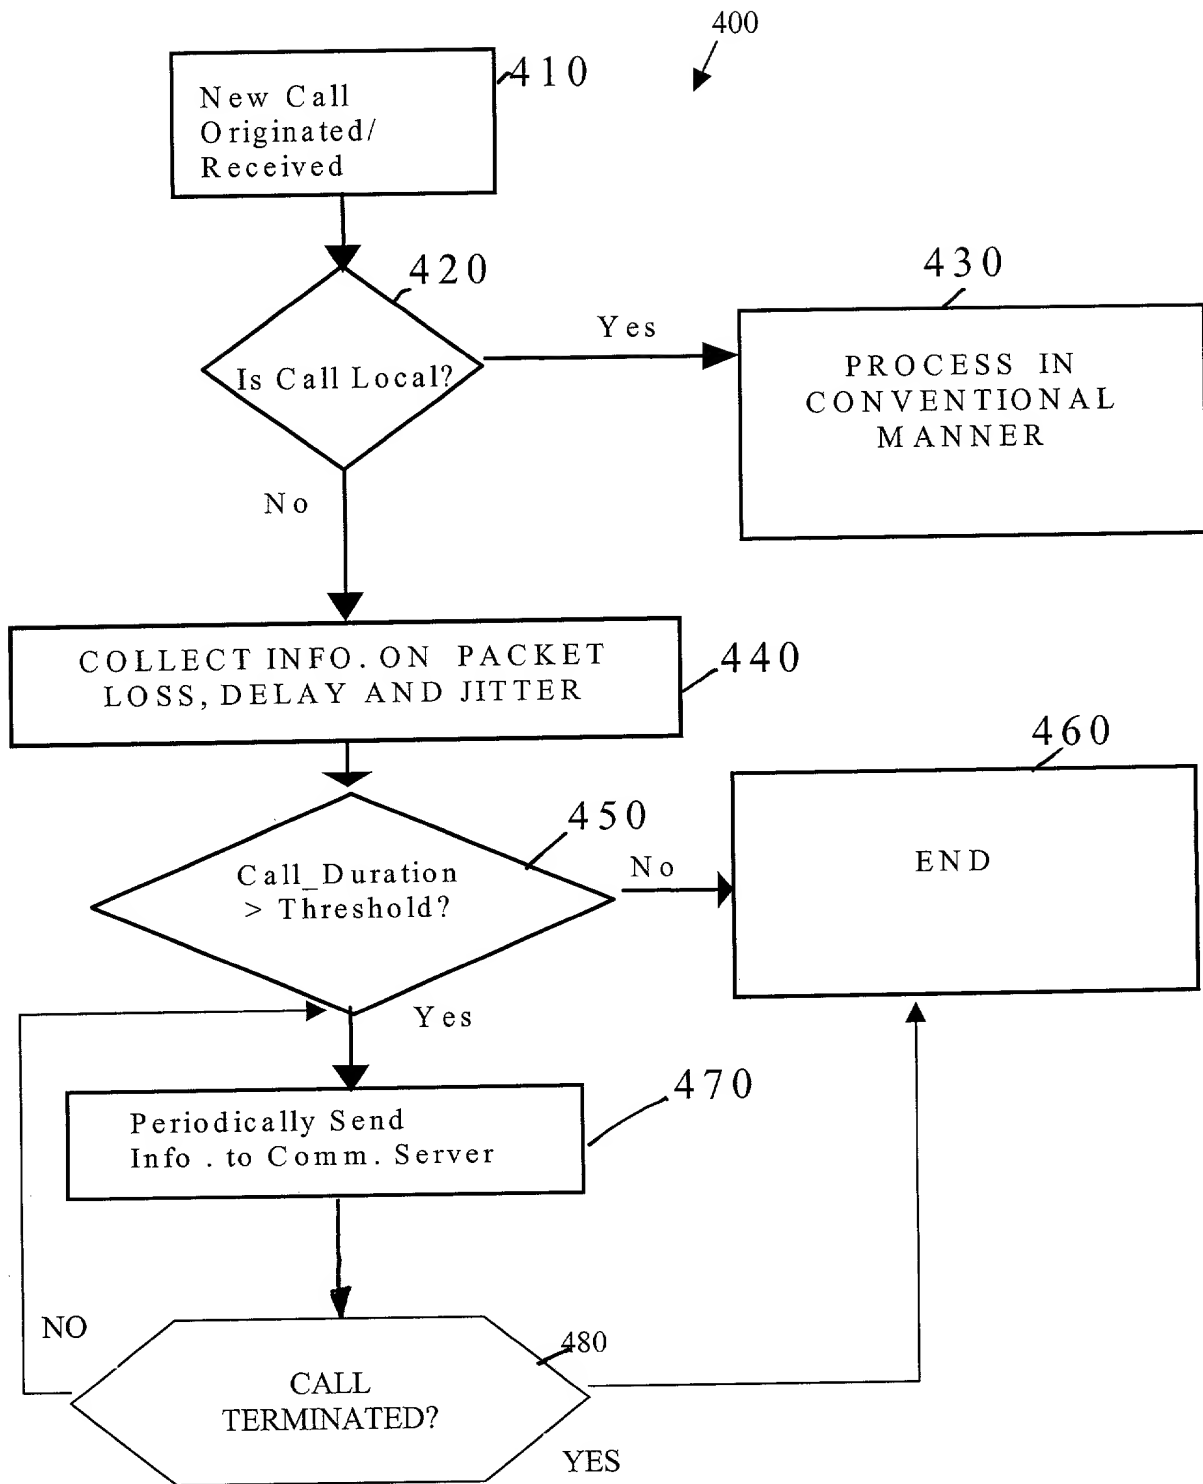 400
410
New Call
Originated/
Received
420
430
Yes
Is Call Local?
PROCESS IN
CONVENTIONAL
MANNER
No
COLLECT INFO. ON PACKET
LOSS, DELAY AND JITTER
440
460
450
Call_Duration
> Threshold?
No
END
Yes
470
Periodically Send
Info . to Comm. Server
NO
480
CALL
TERMINATED?
YES